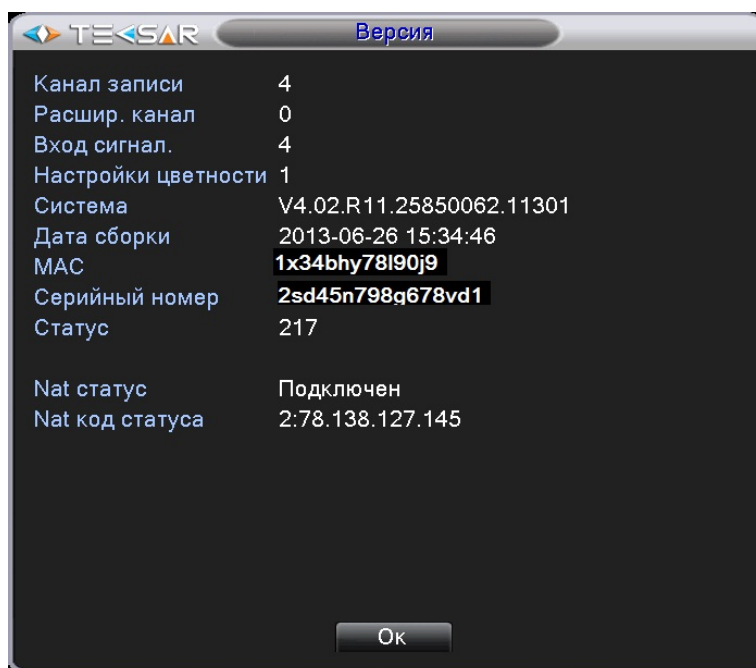 TECSAR
Версия
Канал записи 4
Расшир. канал 0
Вход сигнал. 4
Настройки цветности 1
Система V4.02.R11.25850062.11301
Дата сборки 2013-06-26 15:34:46
MAC 1x34bhy78l90j9
Серийный номер 2sd45n798g678vd1
Статус 217
Nat статус Подключен
Nat код статуса 2:78.138.127.145
Ок